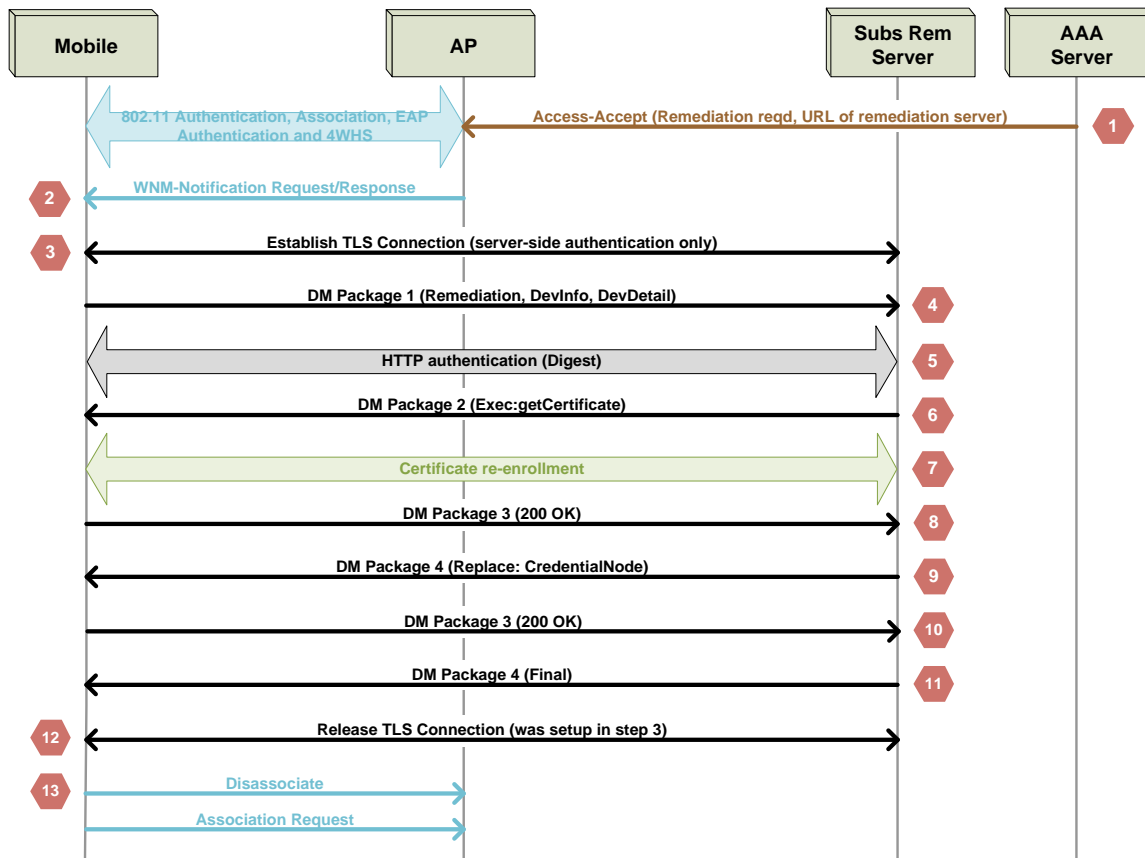 Mobile
AP
Subs Rem
Server
AAA
Server
802.11 Authentication, Association, EAP
Authentication and 4WHS
Access-Accept (Remediation reqd, URL of remediation server)
1
2
WNM-Notification Request/Response
3
Establish TLS Connection (server-side authentication only)
DM Package 1 (Remediation, DevInfo, DevDetail)
4
HTTP authentication (Digest)
5
DM Package 2 (Exec:getCertificate)
6
Certificate re-enrollment
7
DM Package 3 (200 OK)
8
DM Package 4 (Replace: CredentialNode)
9
DM Package 3 (200 OK)
10
DM Package 4 (Final)
11
12
Release TLS Connection (was setup in step 3)
13
Disassociate
Association Request